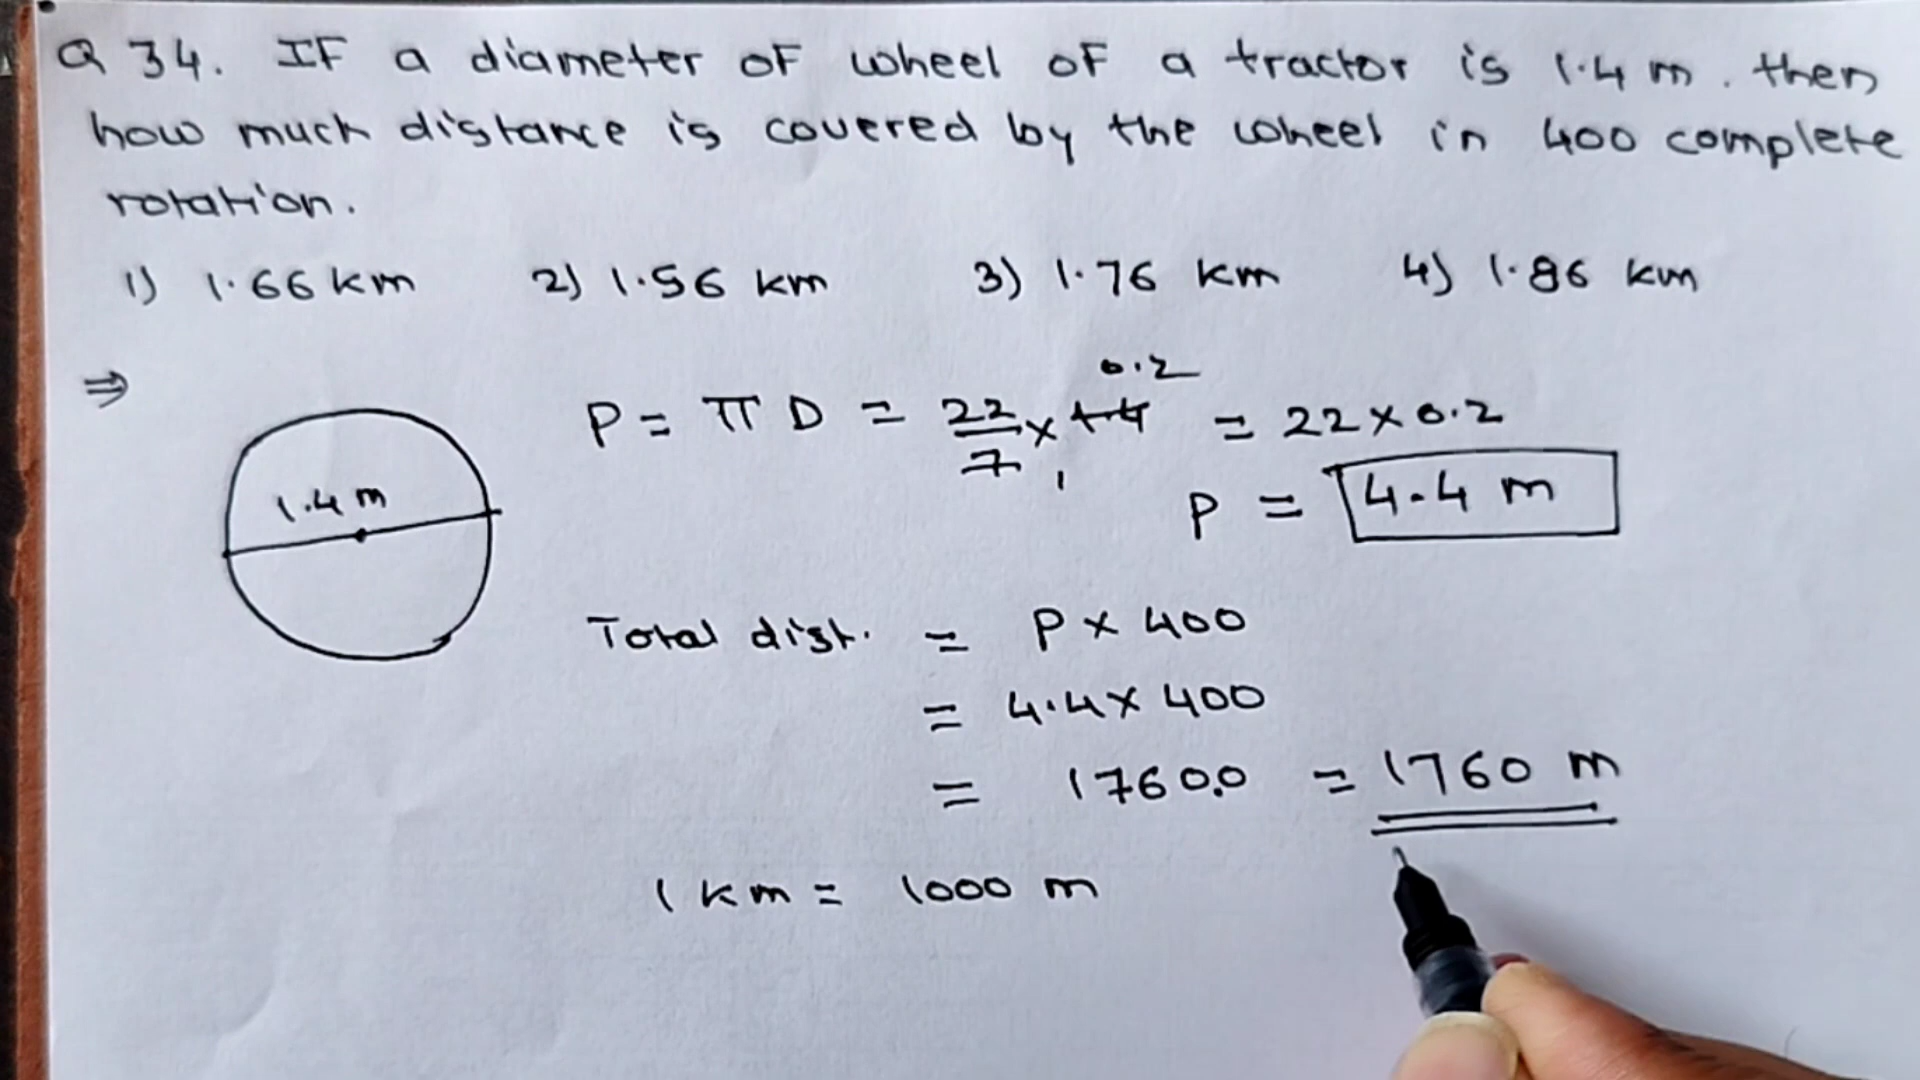 Q 34. IF a diameter of wheel of a tractor is 1.4 m. then
how much distance is covered by the wheel in 400 complete
rotation.
1) 1.66 km 2) 1.56 km 3) 1.76 km 4) 1.86 km
⇒
0.2
P = π D = 22/7 × 1.4 = 22 × 0.2
1
1.4 m
P = 4.4 m
Total dist. = P × 400
= 4.4 × 400
= 1760.0 = 1760 m
1 km = 1000 m